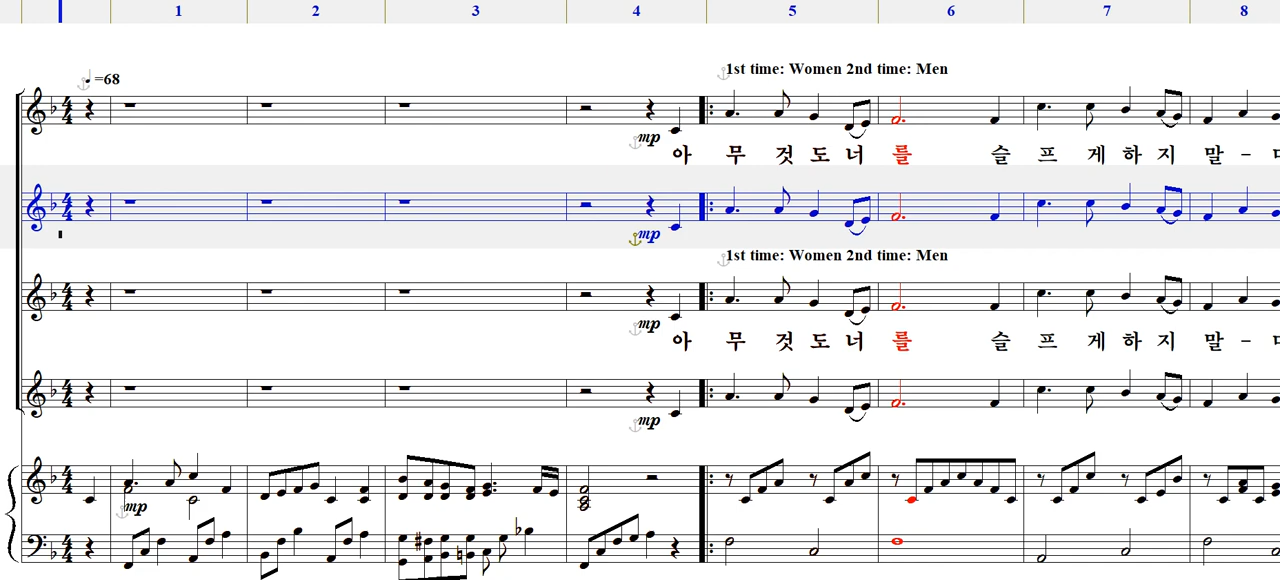 1 2 3 4 5 6 7 8
=68
1st time: Women 2nd time: Men
mp
아 무 것 도 너 를 슬 프 게 하 지 말 -
mp
1st time: Women 2nd time: Men
mp
아 무 것 도 너 를 슬 프 게 하 지 말 -
mp
mp